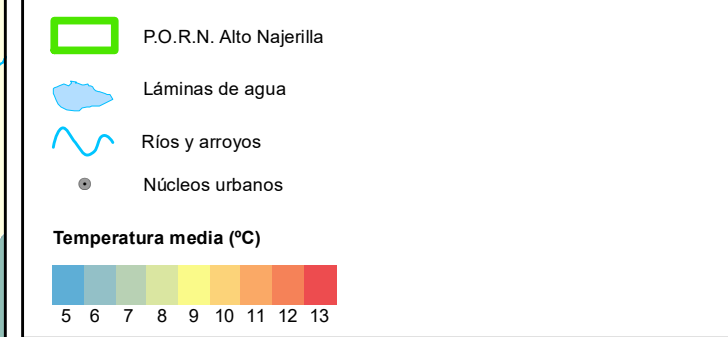 P.O.R.N. Alto Najerilla
Láminas de agua
Ríos y arroyos
Núcleos urbanos
Temperatura media (ºC)
5 6 7 8 9 10 11 12 13